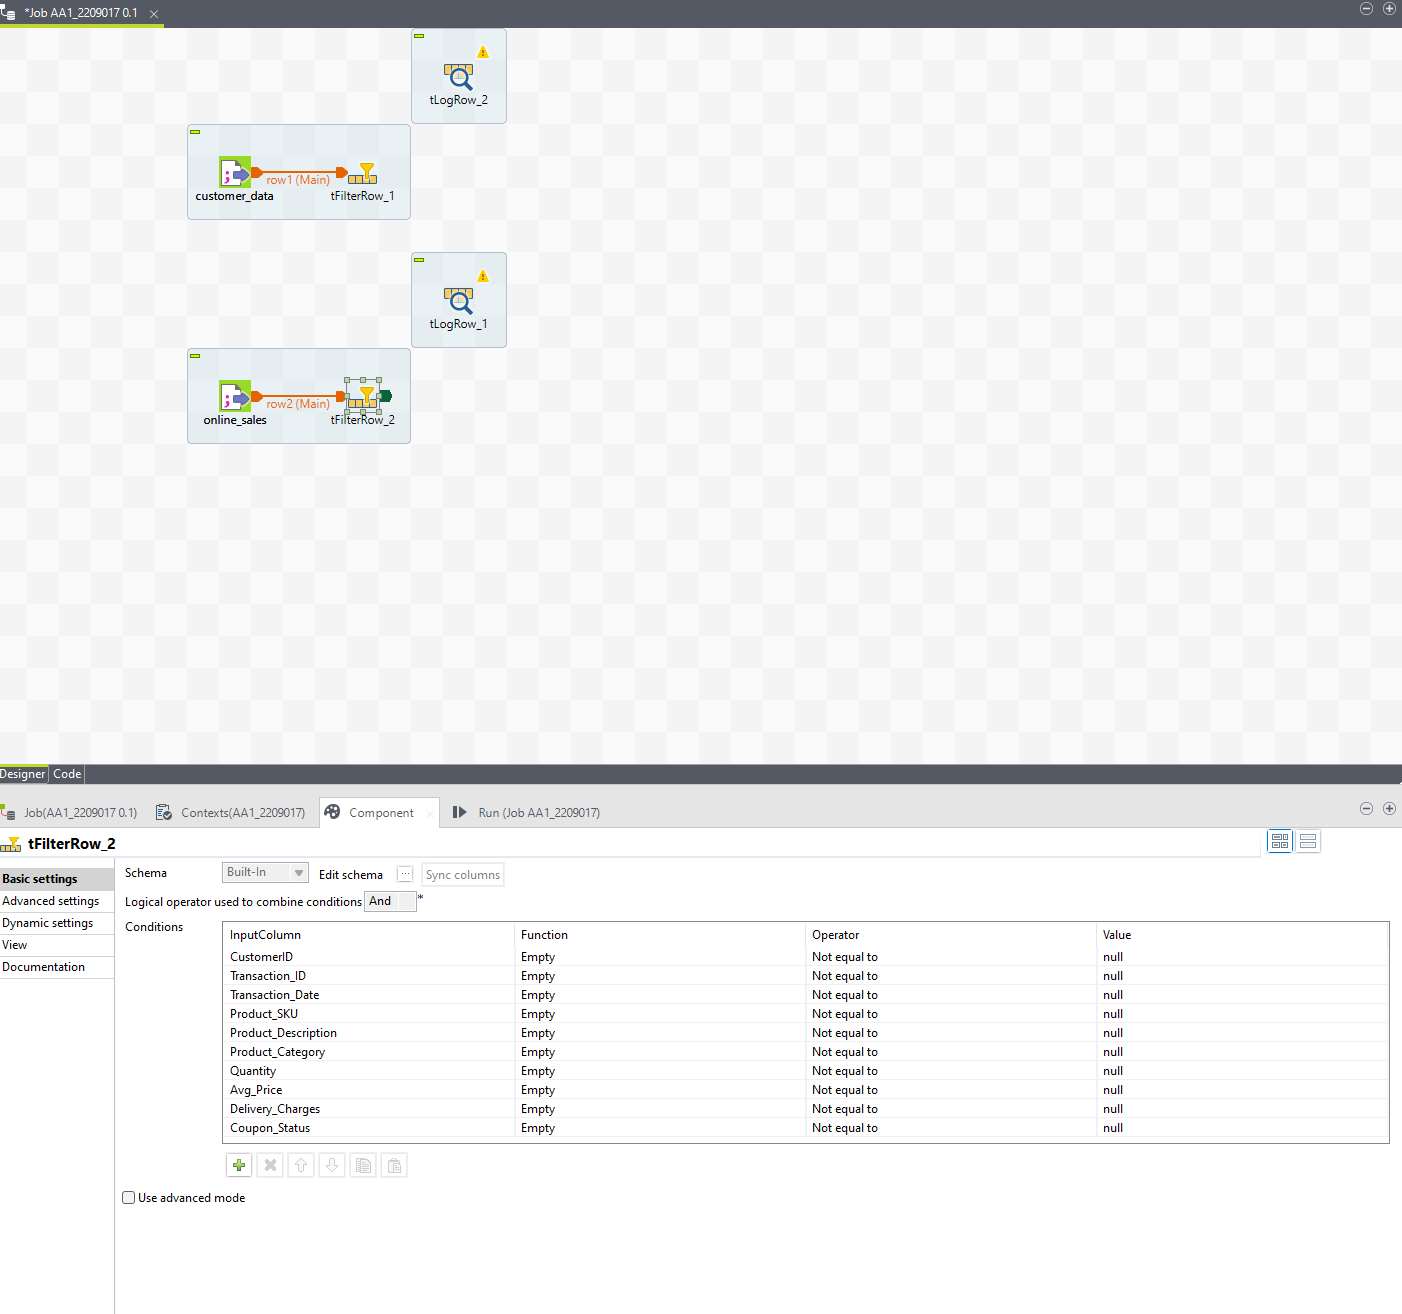 *Job AA1_2209017 0.1
tLogRow_2
row1 (Main)
customer_data
tFilterRow_1
tLogRow_1
row2 (Main)
online_sales
tFilterRow_2
Designer Code
Job(AA1_2209017 0.1) Contexts(AA1_2209017) Component Run (Job AA1_2209017)
tFilterRow_2
Basic settings
Advanced settings
Dynamic settings
View
Documentation
Schema Built-In Edit schema ... Sync columns
Logical operator used to combine conditions And *
Conditions
InputColumn Function Operator Value
CustomerID Empty Not equal to null
Transaction_ID Empty Not equal to null
Transaction_Date Empty Not equal to null
Product_SKU Empty Not equal to null
Product_Description Empty Not equal to null
Product_Category Empty Not equal to null
Quantity Empty Not equal to null
Avg_Price Empty Not equal to null
Delivery_Charges Empty Not equal to null
Coupon_Status Empty Not equal to null
Use advanced mode